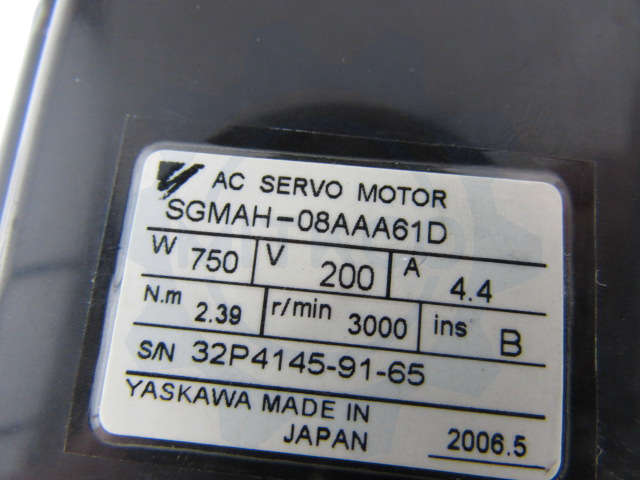 AC SERVO MOTOR
SGMAH-08AAA61D
W 750 V 200 A 4.4
N.m 2.39 r/min 3000 ins B
S/N 32P4145-91-65
YASKAWA MADE IN
JAPAN 2006.5